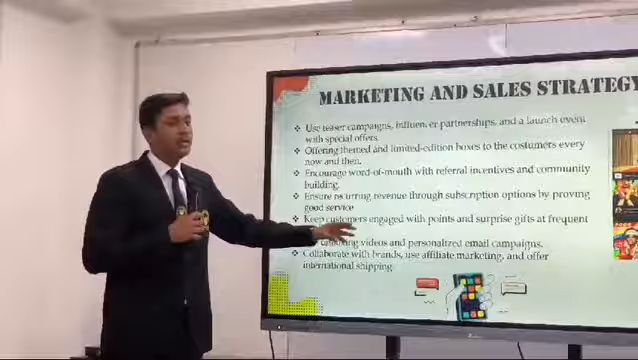 MARKETING AND SALES STRATEGY
Use teaser campaigns, influencer partnerships, and a launch event
with special offers.
Offering themed and limited-edition boxes to the costumers every
now and then.
Encourage word-of-mouth with referral incentives and community
building.
Ensure recurring revenue through subscription options by proving
good service
Keep customers engaged with points and surprise gifts at frequent
videos and personalized email campaigns.
Collaborate with brands, use affiliate marketing, and offer
international shipping